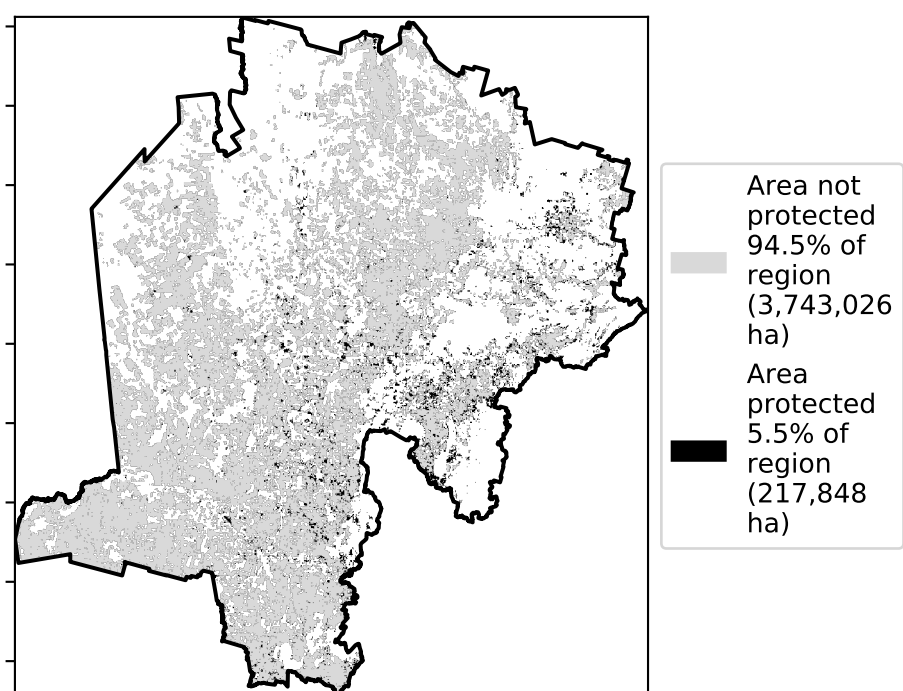 Area not
protected
94.5% of
region
(3,743,026
ha)
Area
protected
5.5% of
region
(217,848
ha)